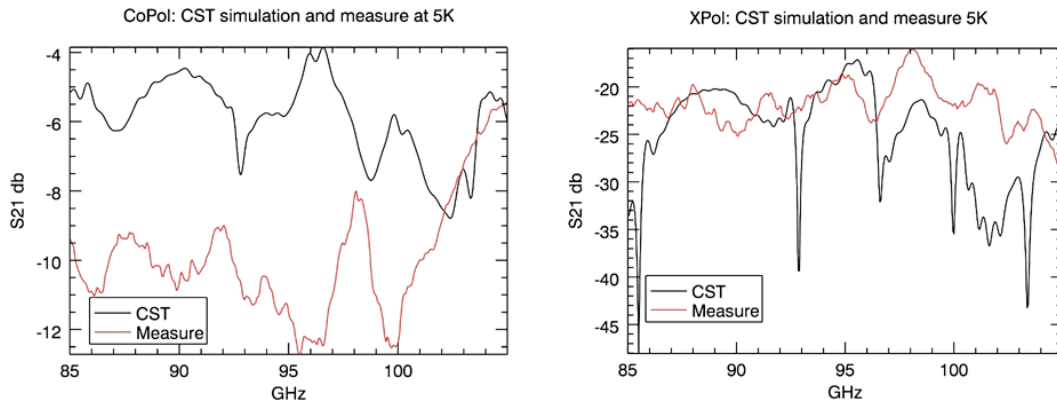 CoPol: CST simulation and measure at 5K
-4
-6
-8
-10
-12
S21 db
CST
Measure
85
90
95
100
GHz
XPol: CST simulation and measure 5K
-20
-25
-30
-35
-40
-45
S21 db
CST
Measure
85
90
95
100
GHz